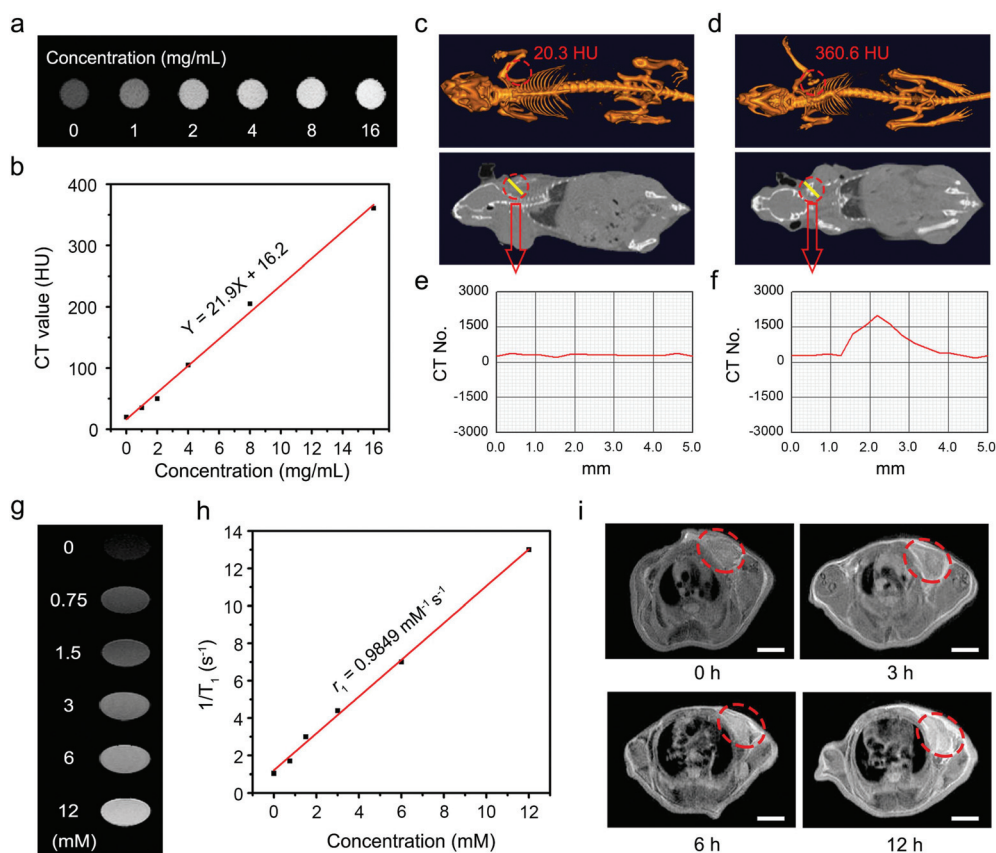 a
Concentration (mg/mL)
0 1 2 4 8 16
b
400
300
200
100
0
CT value (HU)
Y = 21.9X + 16.2
0 2 4 6 8 10 12 14 16
Concentration (mg/mL)
c
20.3 HU
d
360.6 HU
e
3000
1500
0
-1500
-3000
CT No.
0.0 1.0 2.0 3.0 4.0 5.0
mm
f
3000
1500
0
-1500
-3000
CT No.
0.0 1.0 2.0 3.0 4.0 5.0
mm
g
0
0.75
1.5
3
6
12
(mM)
h
14
12
10
8
6
4
2
0
1/T₁ (s⁻¹)
r₁ = 0.9849 mM⁻¹s⁻¹
0 2 4 6 8 10 12
Concentration (mM)
i
0 h 3 h
6 h 12 h